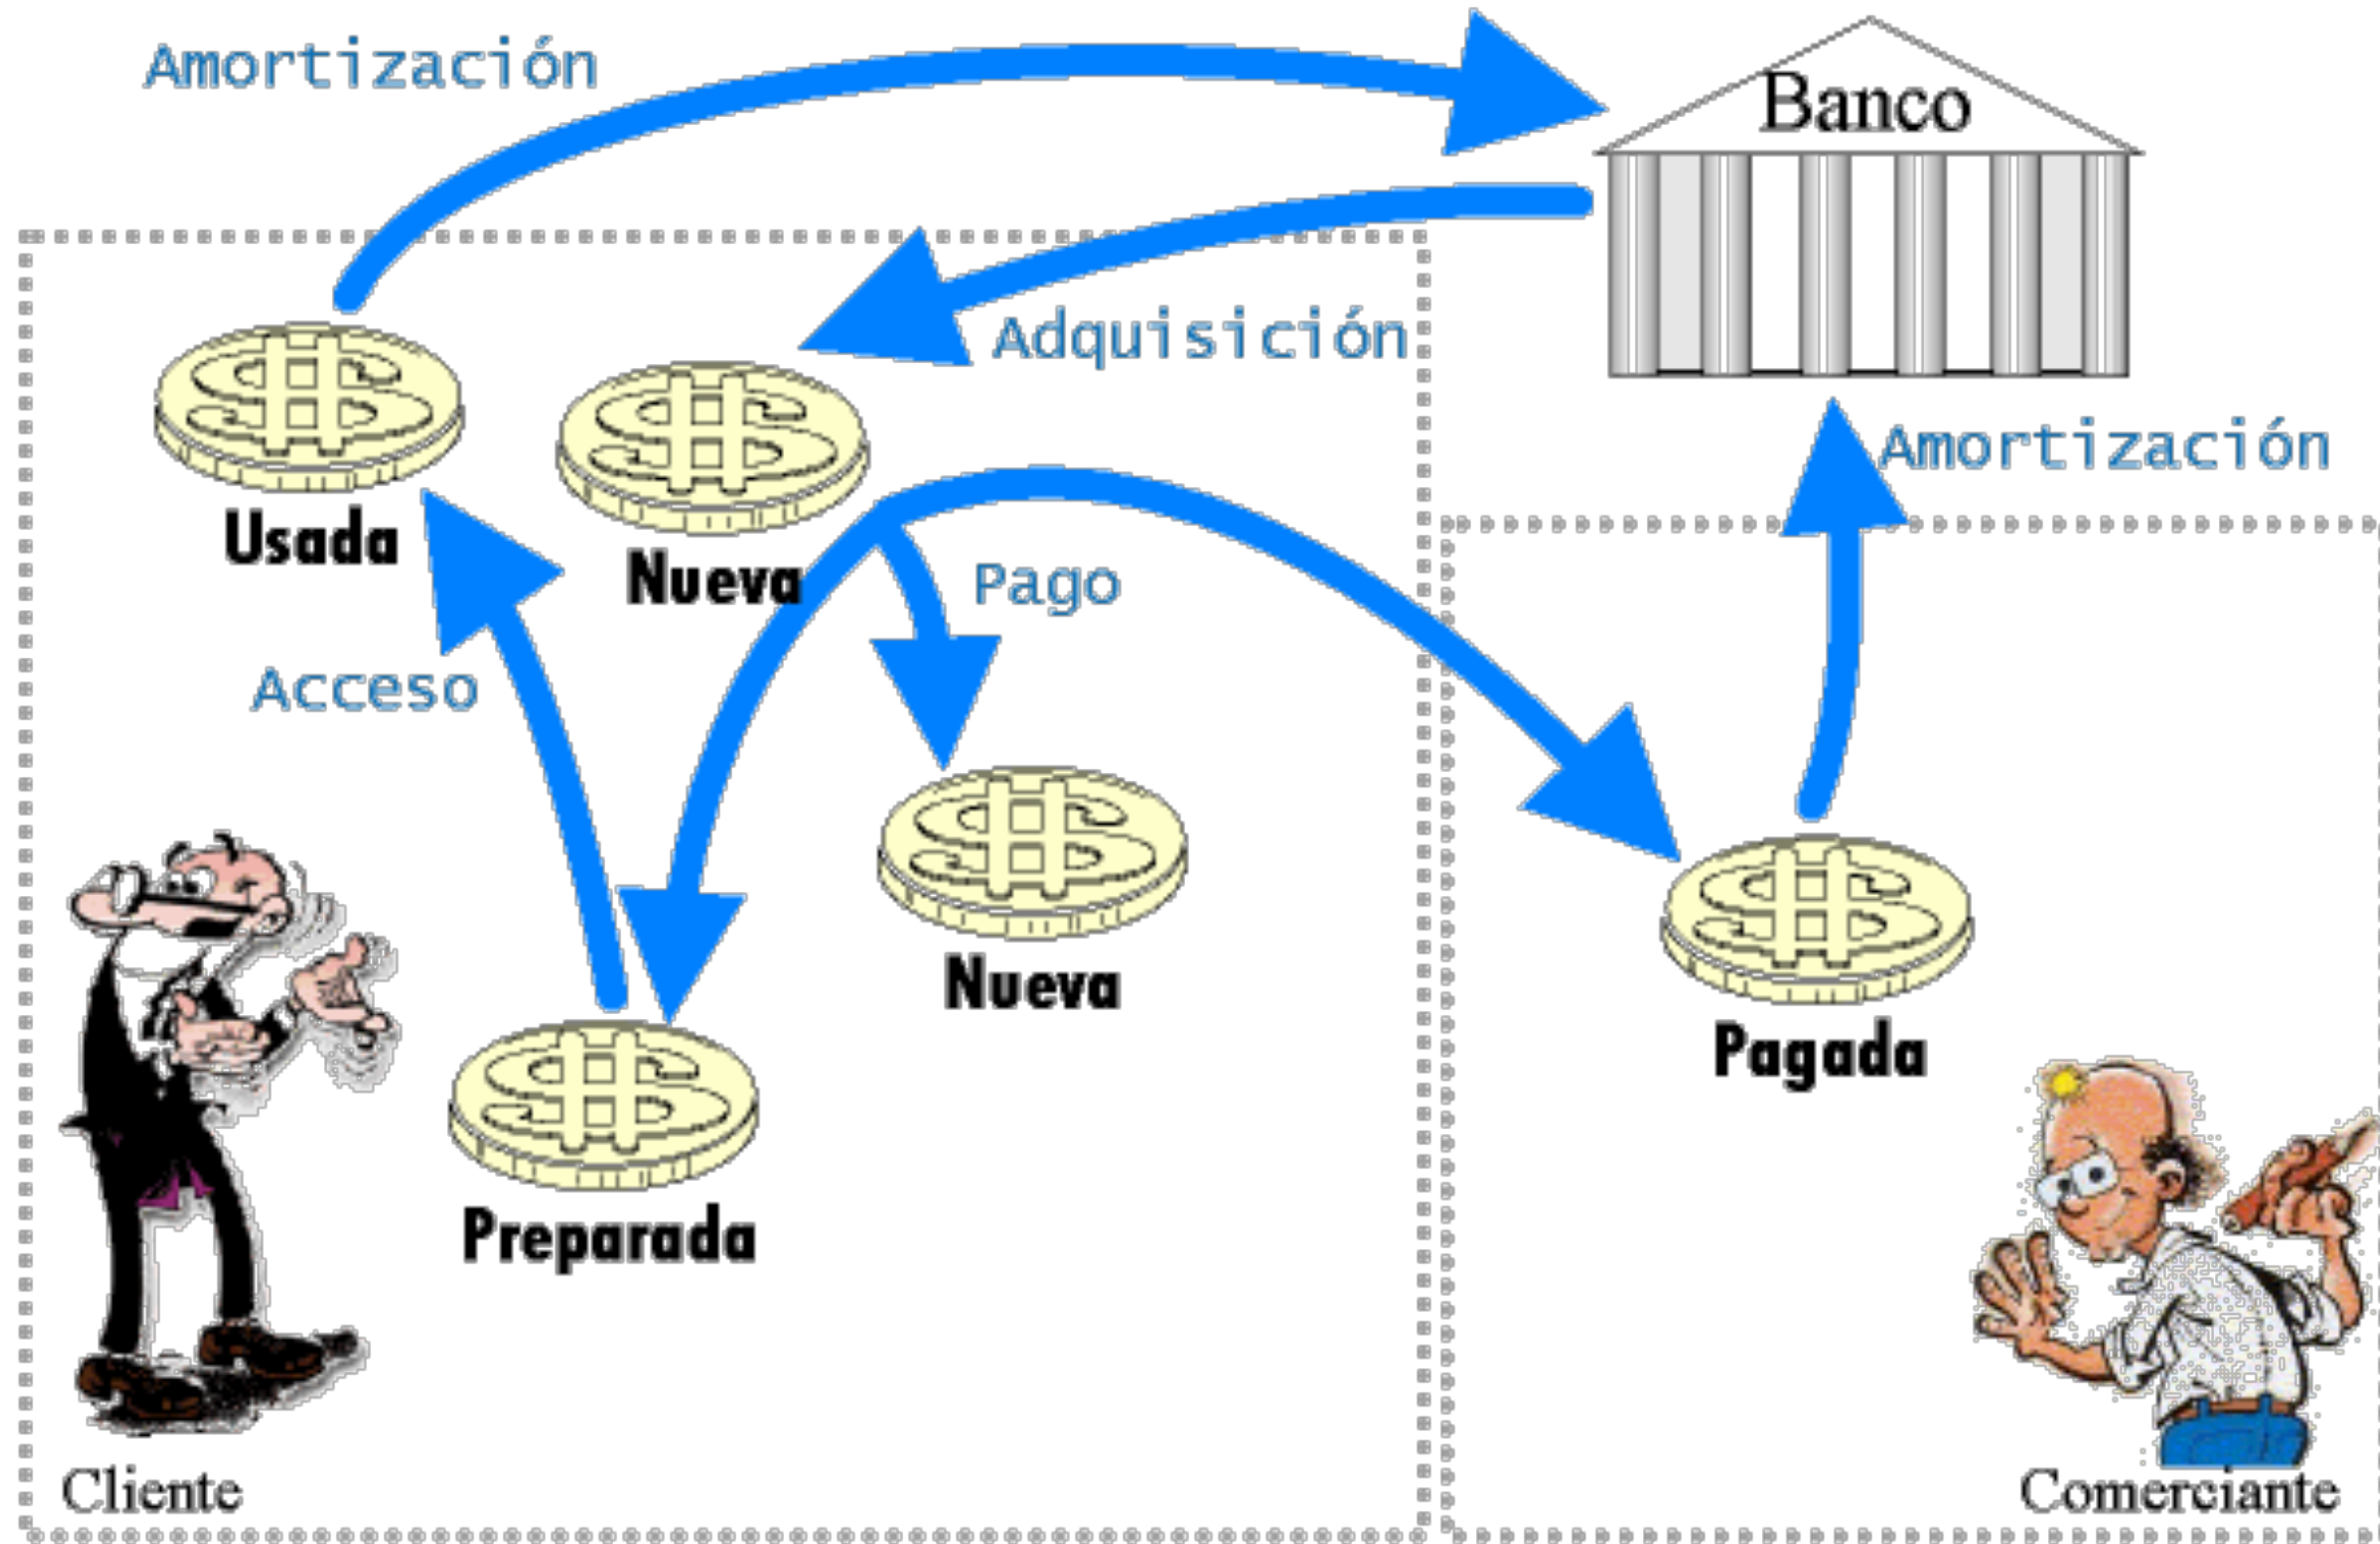 Amortización
Banco
Adquisición
Amortización
Usada
Nueva
Pago
Acceso
Nueva
Pagada
Preparada
Cliente
Comerciante